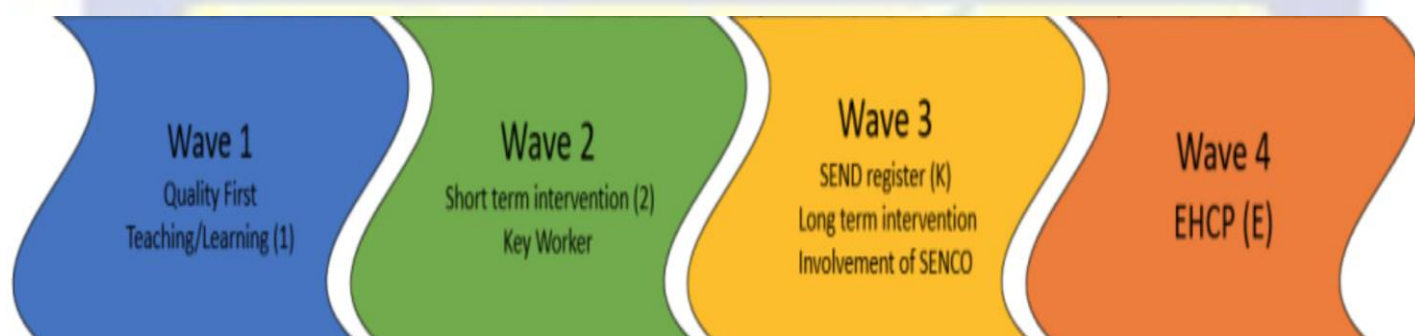 Wave 1
Quality First
Teaching/Learning (1)
Wave 2
Short term intervention (2)
Key Worker
Wave 3
SEND register (K)
Long term intervention
Involvement of SENCO
Wave 4
EHCP (E)